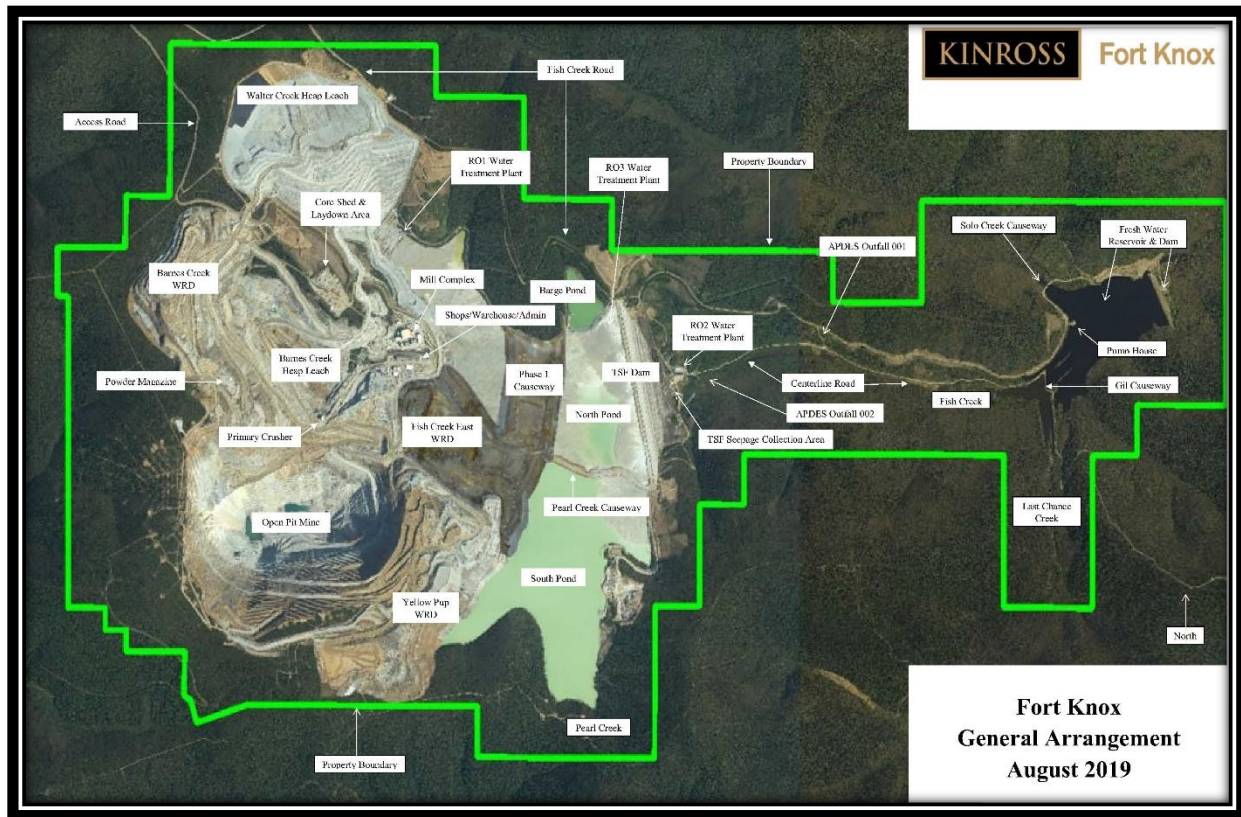 KINROSS Fort Knox
Fish Creek Road
Walter Creek Heap Leach
Access Road
RO1 Water
Treatment Plant
RO3 Water
Treatment Plant
Property Boundary
Core Shed &
Laydown Area
Solo Creek Causeway
Fresh Water
Reservoir & Dam
APDES Outfall 001
Barnes Creek
WRD
Mill Complex
Barge Pond
Shops/Warehouse/Admin
RO2 Water
Treatment Plant
Pump House
Barnes Creek
Heap Leach
Phase 1
Causeway
TSF Dam
Powder Magazine
Centerline Road
Gil Causeway
Fish Creek
North Pond
APDES Outfall 002
Primary Crusher
Fish Creek East
WRD
TSF Seepage Collection Area
Pearl Creek Causeway
Last Chance
Creek
Open Pit Mine
South Pond
Yellow Pup
WRD
North
Pearl Creek
Property Boundary
Fort Knox
General Arrangement
August 2019